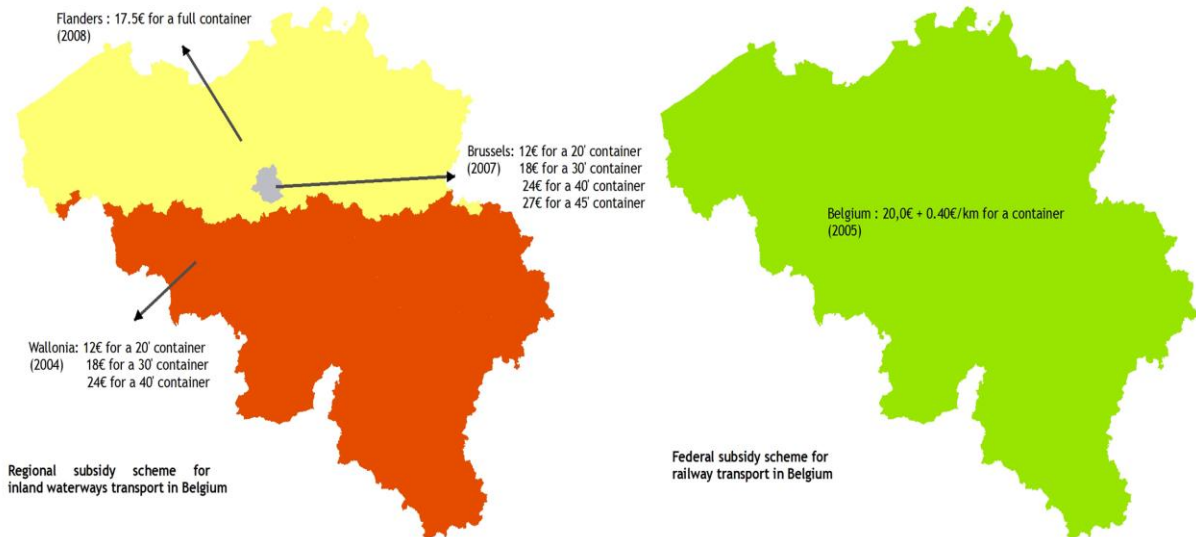 Flanders : 17.5€ for a full container
(2008)
Brussels: 12€ for a 20' container
(2007) 18€ for a 30' container
24€ for a 40' container
27€ for a 45' container
Wallonia: 12€ for a 20' container
(2004) 18€ for a 30' container
24€ for a 40' container
Regional subsidy scheme for
inland waterways transport in Belgium
Belgium : 20,0€ + 0.40€/km for a container
(2005)
Federal subsidy scheme for
railway transport in Belgium